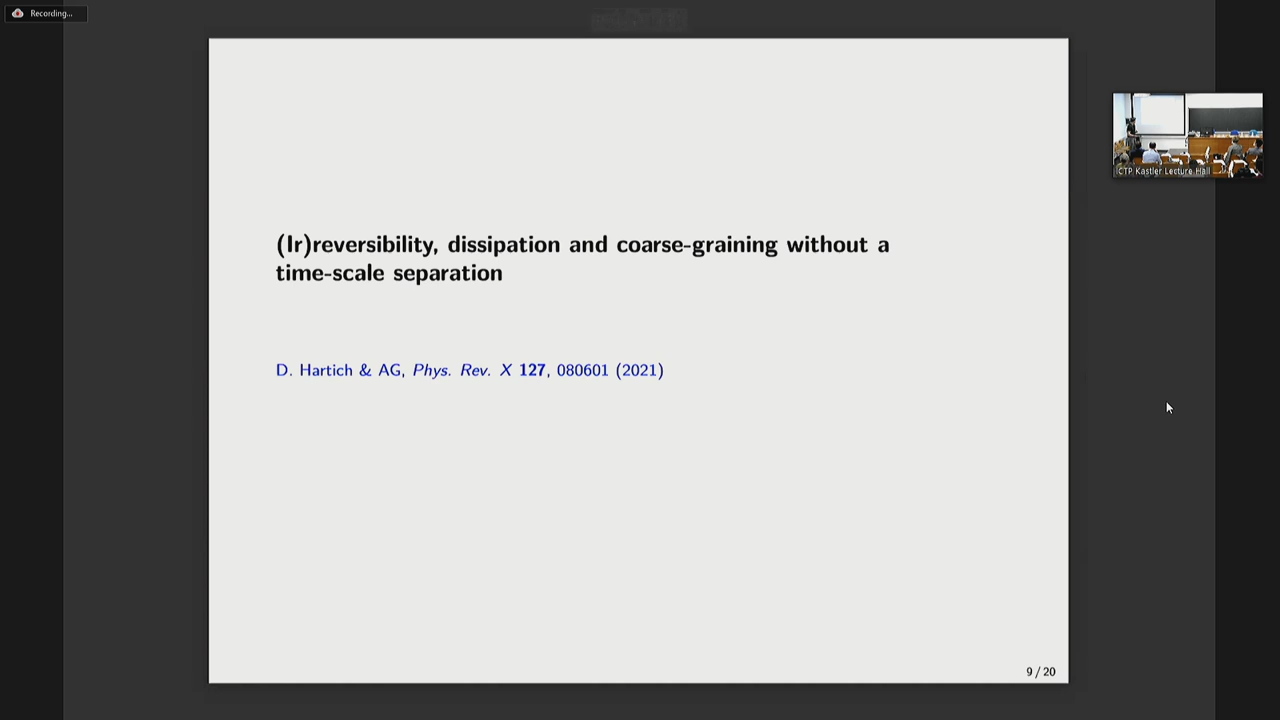 Recording...
(Ir)reversibility, dissipation and coarse-graining without a
time-scale separation
D. Hartich & AG, Phys. Rev. X 127, 080601 (2021)
ICTP Kastler Lecture Hall
9 / 20